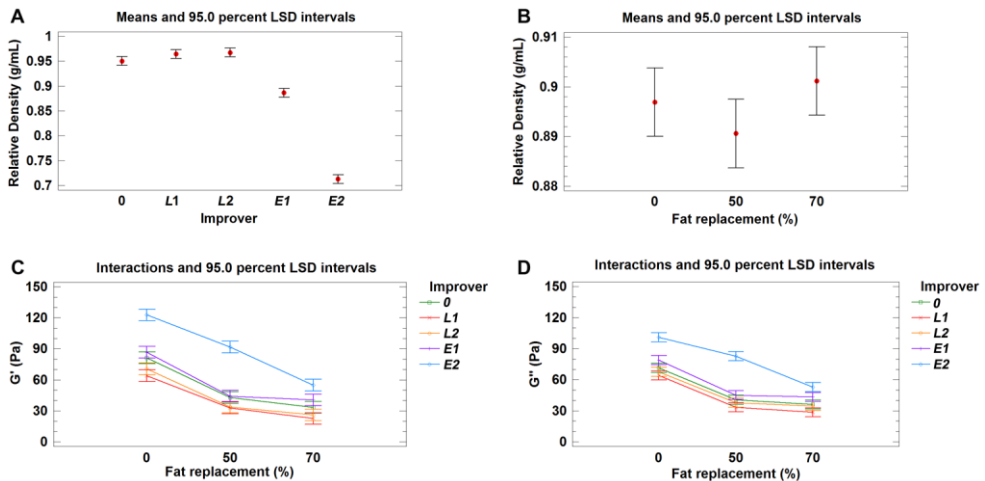 A
Means and 95.0 percent LSD intervals
Relative Density (g/mL)
1
0.95
0.9
0.85
0.8
0.75
0.7
0 L1 L2 E1 E2
Improver
B
Means and 95.0 percent LSD intervals
Relative Density (g/mL)
0.91
0.9
0.89
0.88
0 50 70
Fat replacement (%)
C
Interactions and 95.0 percent LSD intervals
G' (Pa)
150
120
90
60
30
0
0 50 70
Fat replacement (%)
Improver
0
L1
L2
E1
E2
D
Interactions and 95.0 percent LSD intervals
G'' (Pa)
150
120
90
60
30
0
0 50 70
Fat replacement (%)
Improver
0
L1
L2
E1
E2